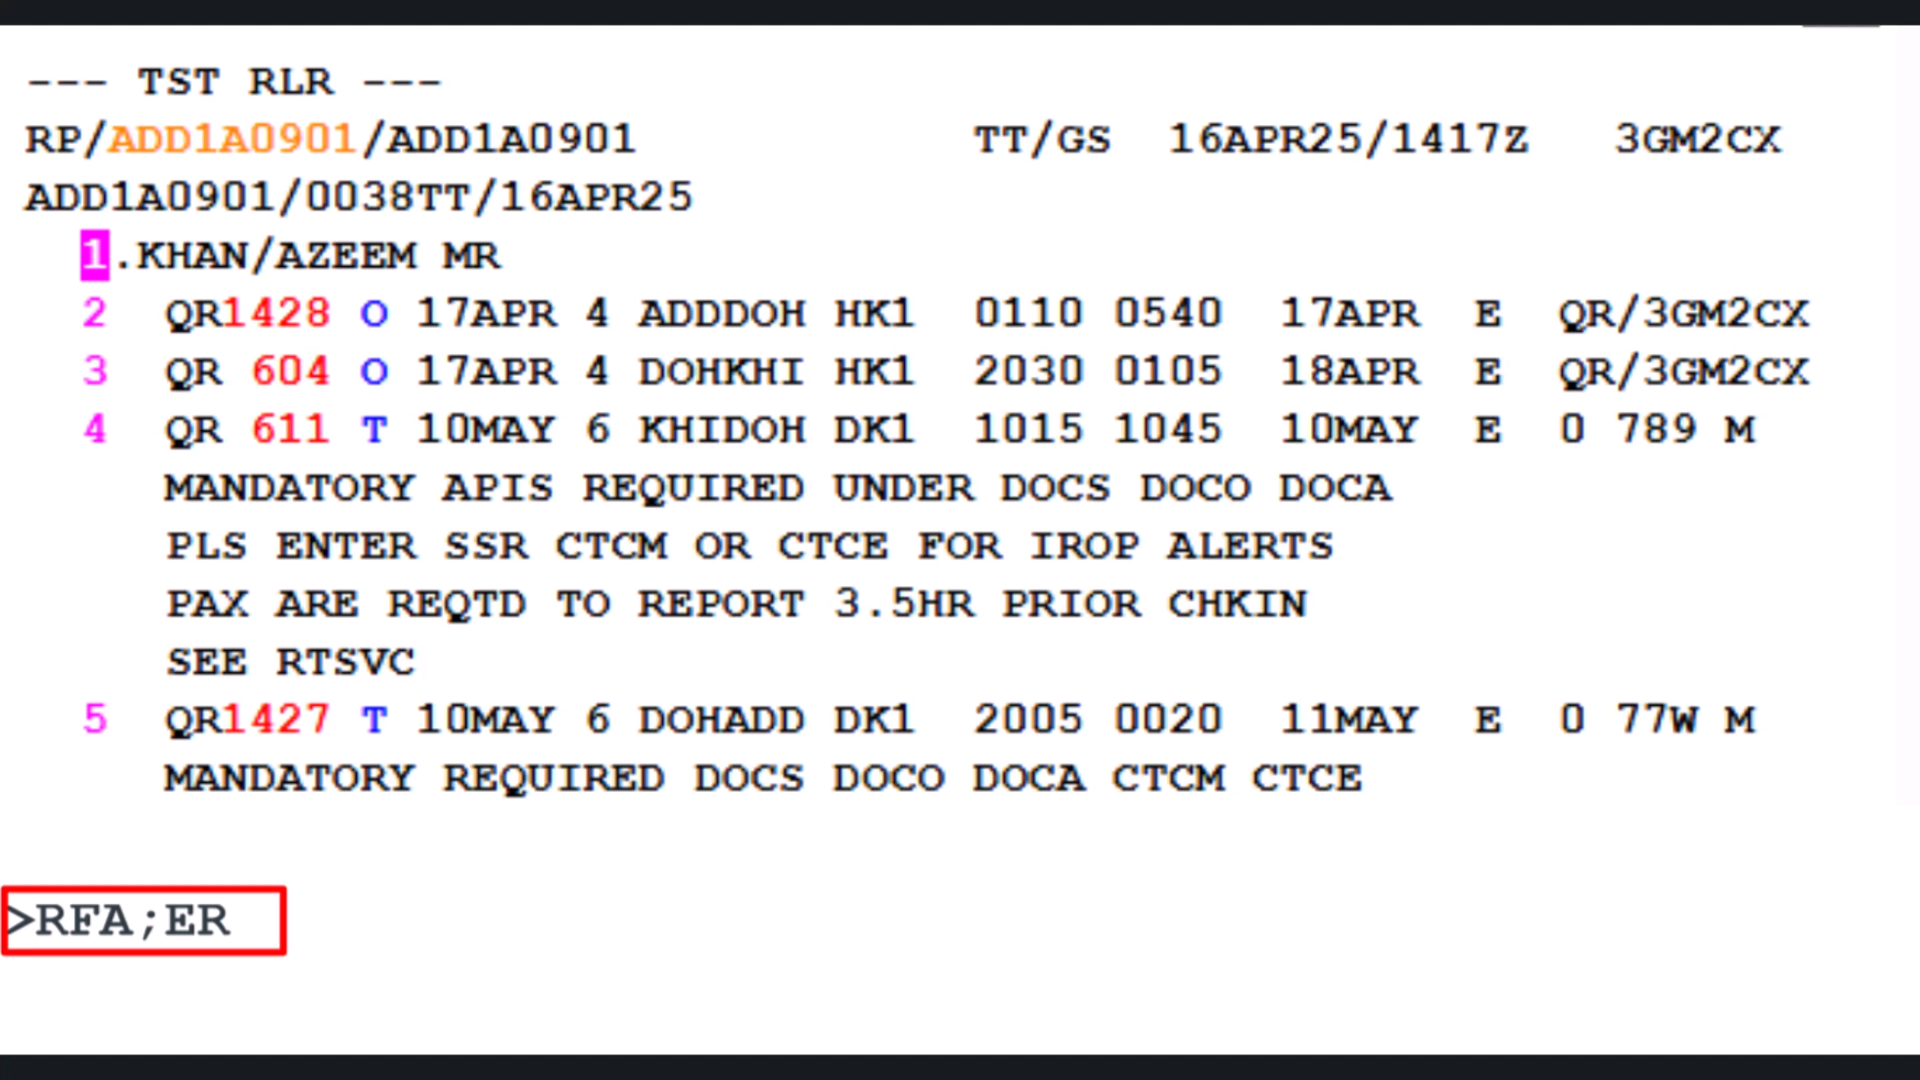 --- TST RLR ---
RP/ADD1A0901/ADD1A0901 TT/GS 16APR25/1417Z 3GM2CX
ADD1A0901/0038TT/16APR25
1.KHAN/AZEEM MR
2 QR1428 O 17APR 4 ADDDOH HK1 0110 0540 17APR E QR/3GM2CX
3 QR 604 O 17APR 4 DOHKHI HK1 2030 0105 18APR E QR/3GM2CX
4 QR 611 T 10MAY 6 KHIDOH DK1 1015 1045 10MAY E 0 789 M
MANDATORY APIS REQUIRED UNDER DOCS DOCO DOCA
PLS ENTER SSR CTCM OR CTCE FOR IROP ALERTS
PAX ARE REQTD TO REPORT 3.5HR PRIOR CHKIN
SEE RTSVC
5 QR1427 T 10MAY 6 DOHADD DK1 2005 0020 11MAY E 0 77W M
MANDATORY REQUIRED DOCS DOCO DOCA CTCM CTCE
>RFA;ER